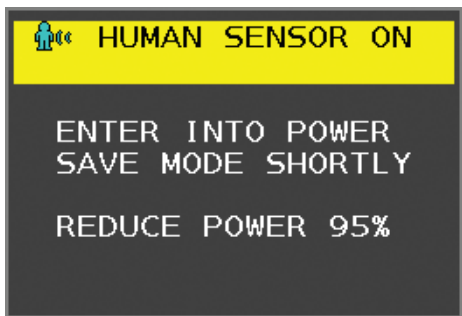 HUMAN SENSOR ON
ENTER INTO POWER
SAVE MODE SHORTLY
REDUCE POWER 95%